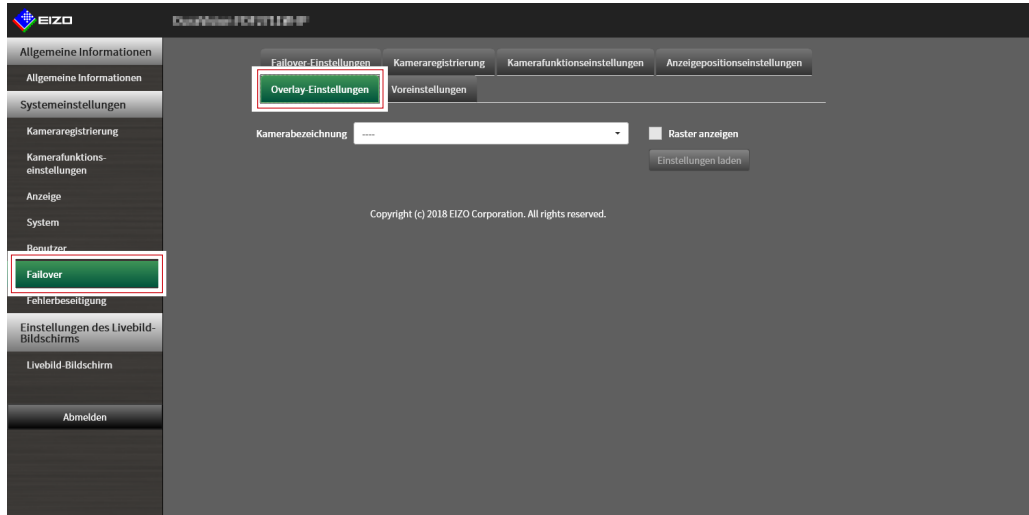 EIZO
Allgemeine Informationen
Allgemeine Informationen
Systemeinstellungen
Kameraregistrierung
Kamerafunktions-
einstellungen
Anzeige
System
Benutzer
Failover
Fehlerbeseitigung
Einstellungen des Livebild-
Bildschirms
Livebild-Bildschirm
Abmelden
Failover-Einstellungen Kameraregistrierung Kamerafunktionseinstellungen Anzeigepositionseinstellungen
Overlay-Einstellungen Voreinstellungen
Kamerabezeichnung ---- Raster anzeigen
Einstellungen laden
Copyright (c) 2018 EIZO Corporation. All rights reserved.